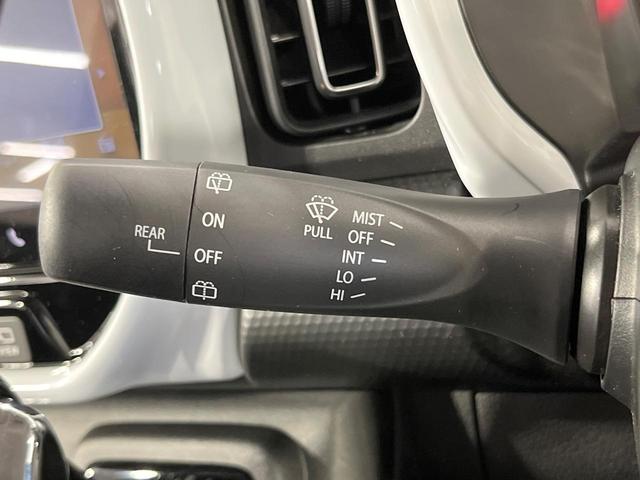 REAR
ON
OFF
PULL
MIST
OFF
INT
LO
HI